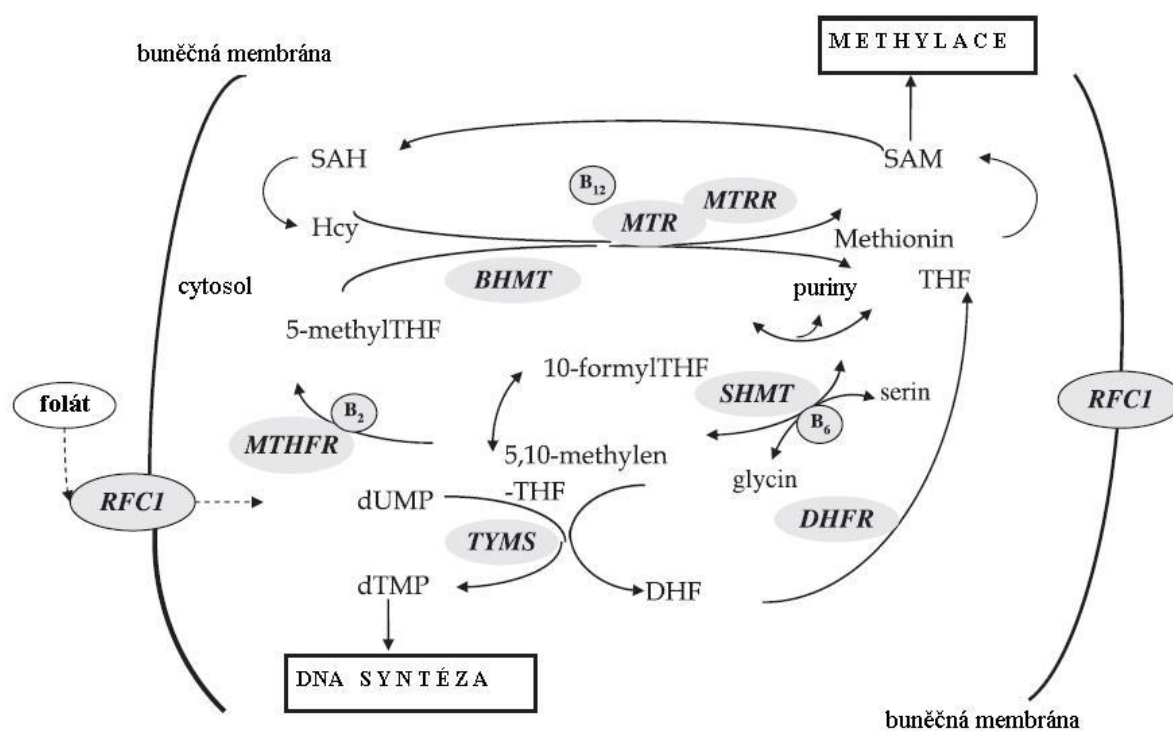 buněčná membrána
METHYLACE
SAH
SAM
B12
MTRR
MTR
Hcy
Methionin
cytosol
BHMT
puriny
THF
5-methylTHF
10-formylTHF
SHMT
serin
RFC1
folát
B2
B6
MTHFR
5,10-methylen
-THF
glycin
RFC1
dUMP
DHFR
TYMS
dTMP
DHF
DNA SYNTÉZA
buněčná membrána